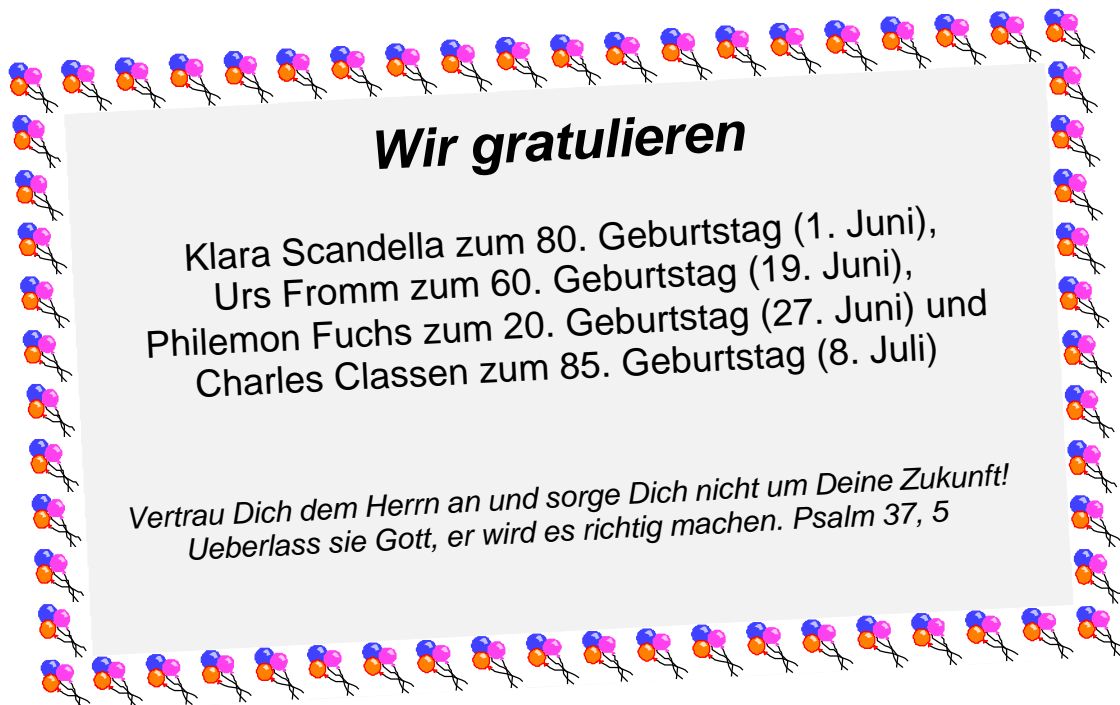 Wir gratulieren
Klara Scandella zum 80. Geburtstag (1. Juni),
Urs Fromm zum 60. Geburtstag (19. Juni),
Philemon Fuchs zum 20. Geburtstag (27. Juni) und
Charles Classen zum 85. Geburtstag (8. Juli)
Vertrau Dich dem Herrn an und sorge Dich nicht um Deine Zukunft!
Ueberlass sie Gott, er wird es richtig machen. Psalm 37, 5